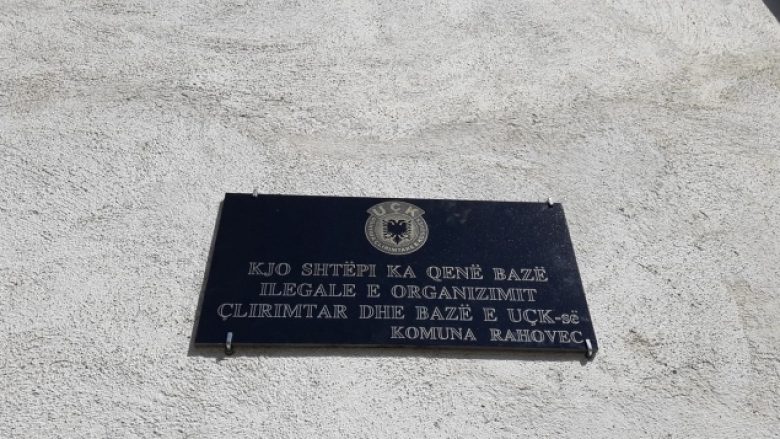 UÇK
KJO SHTËPI KA QENË BAZË
ILEGALE E ORGANIZIMIT
ÇLIRIMTAR DHE BAZË E UÇK-së
KOMUNA RAHOVEC